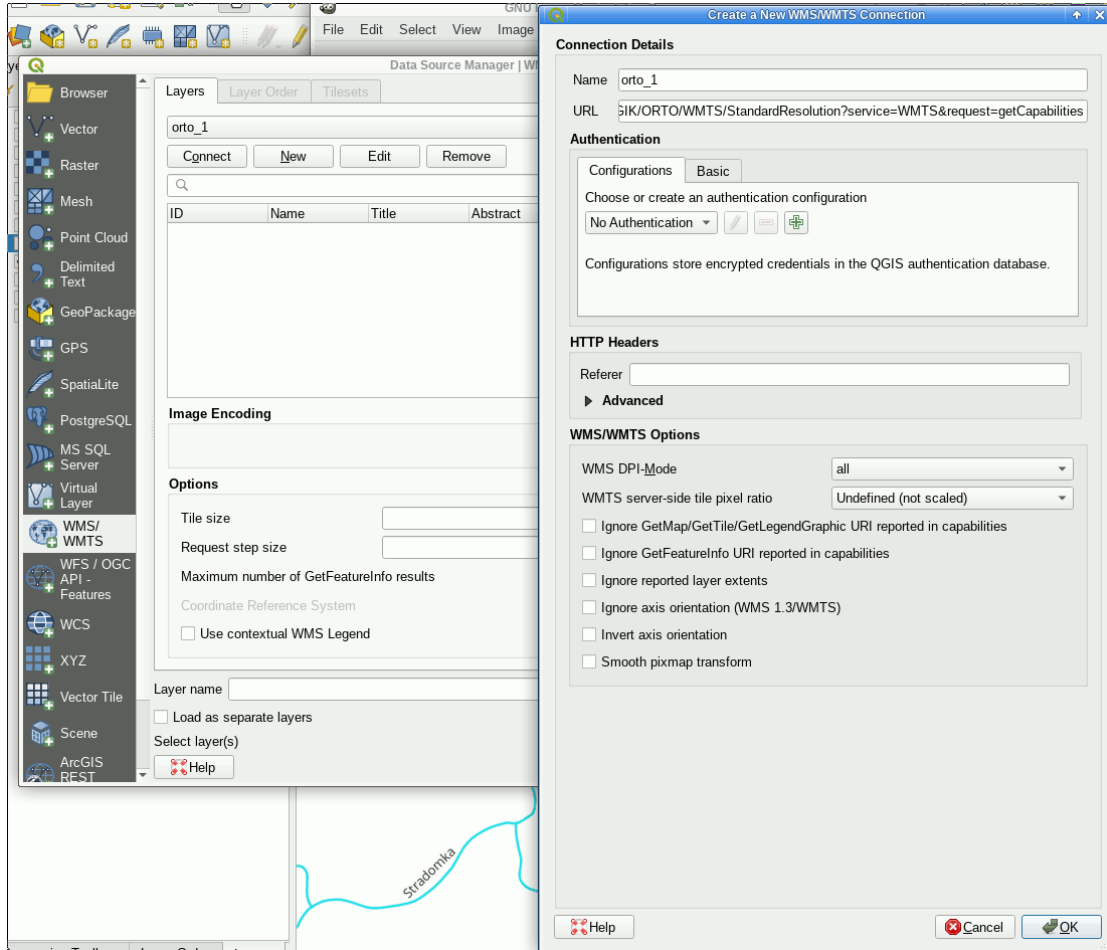 GNU
File Edit Select View Image
Data Source Manager | WM
Browser
Vector
Raster
Mesh
Point Cloud
Delimited
Text
GeoPackage
GPS
SpatiaLite
PostgreSQL
MS SQL
Server
Virtual
Layer
WMS/
WMTS
WFS / OGC
API -
Features
WCS
XYZ
Vector Tile
Scene
ArcGIS
REST
Layers Layer Order Tilesets
orto_1
Connect New Edit Remove
ID Name Title Abstract
Image Encoding
Options
Tile size
Request step size
Maximum number of GetFeatureInfo results
Coordinate Reference System
Use contextual WMS Legend
Layer name
Load as separate layers
Select layer(s)
Help
Stradomka
Create a New WMS/WMTS Connection
Connection Details
Name orto_1
URL GIK/ORTO/WMTS/StandardResolution?service=WMTS&request=getCapabilities
Authentication
Configurations Basic
Choose or create an authentication configuration
No Authentication
Configurations store encrypted credentials in the QGIS authentication database.
HTTP Headers
Referer
Advanced
WMS/WMTS Options
WMS DPI-Mode all
WMTS server-side tile pixel ratio Undefined (not scaled)
Ignore GetMap/GetTile/GetLegendGraphic URI reported in capabilities
Ignore GetFeatureInfo URI reported in capabilities
Ignore reported layer extents
Ignore axis orientation (WMS 1.3/WMTS)
Invert axis orientation
Smooth pixmap transform
Help Cancel OK